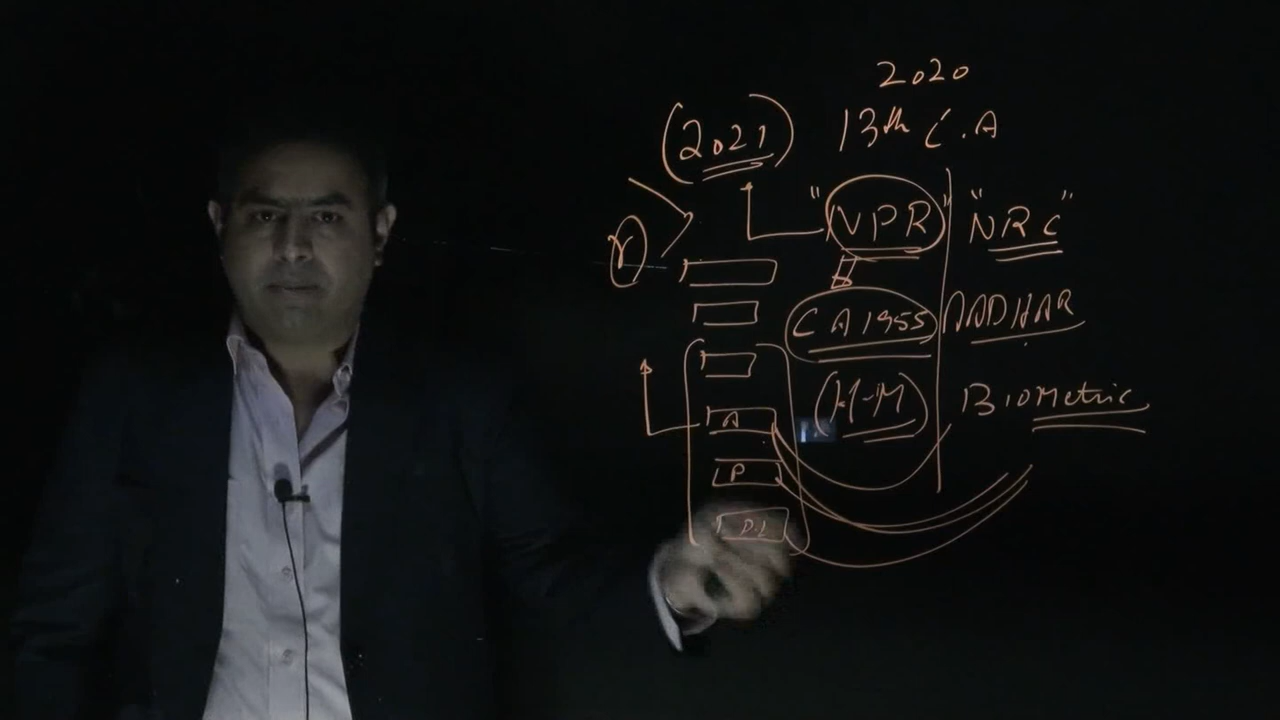 2020
(2021) 13th C.A
"NPR" "NRC"
CA 1955 AADHAR
(H-M) Biometric
A
P
D.L